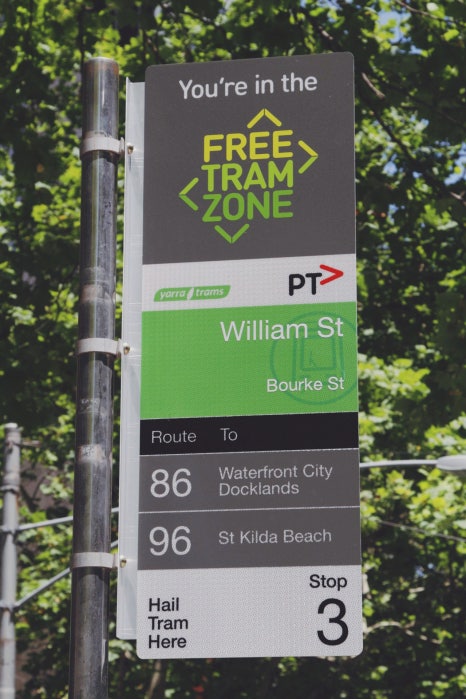 You're in the
FREE
TRAM
ZONE
yarra trams
PT>
William St
Bourke St
Route To
86 Waterfront City
Docklands
96 St Kilda Beach
Stop
3
Hail
Tram
Here